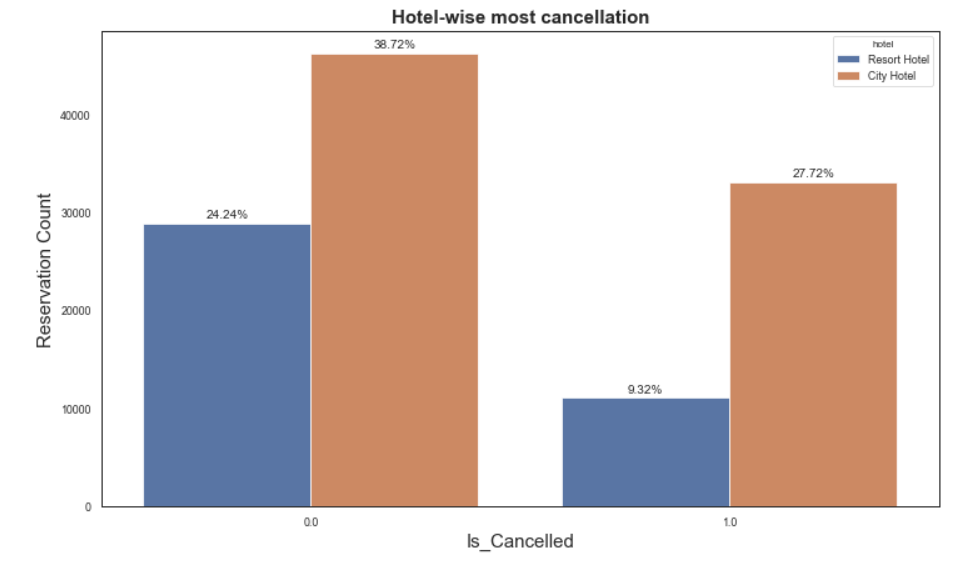 Hotel-wise most cancellation
38.72%
hotel
Resort Hotel
City Hotel
40000
27.72%
24.24%
30000
Reservation Count
20000
9.32%
10000
0
0.0
1.0
Is_Cancelled